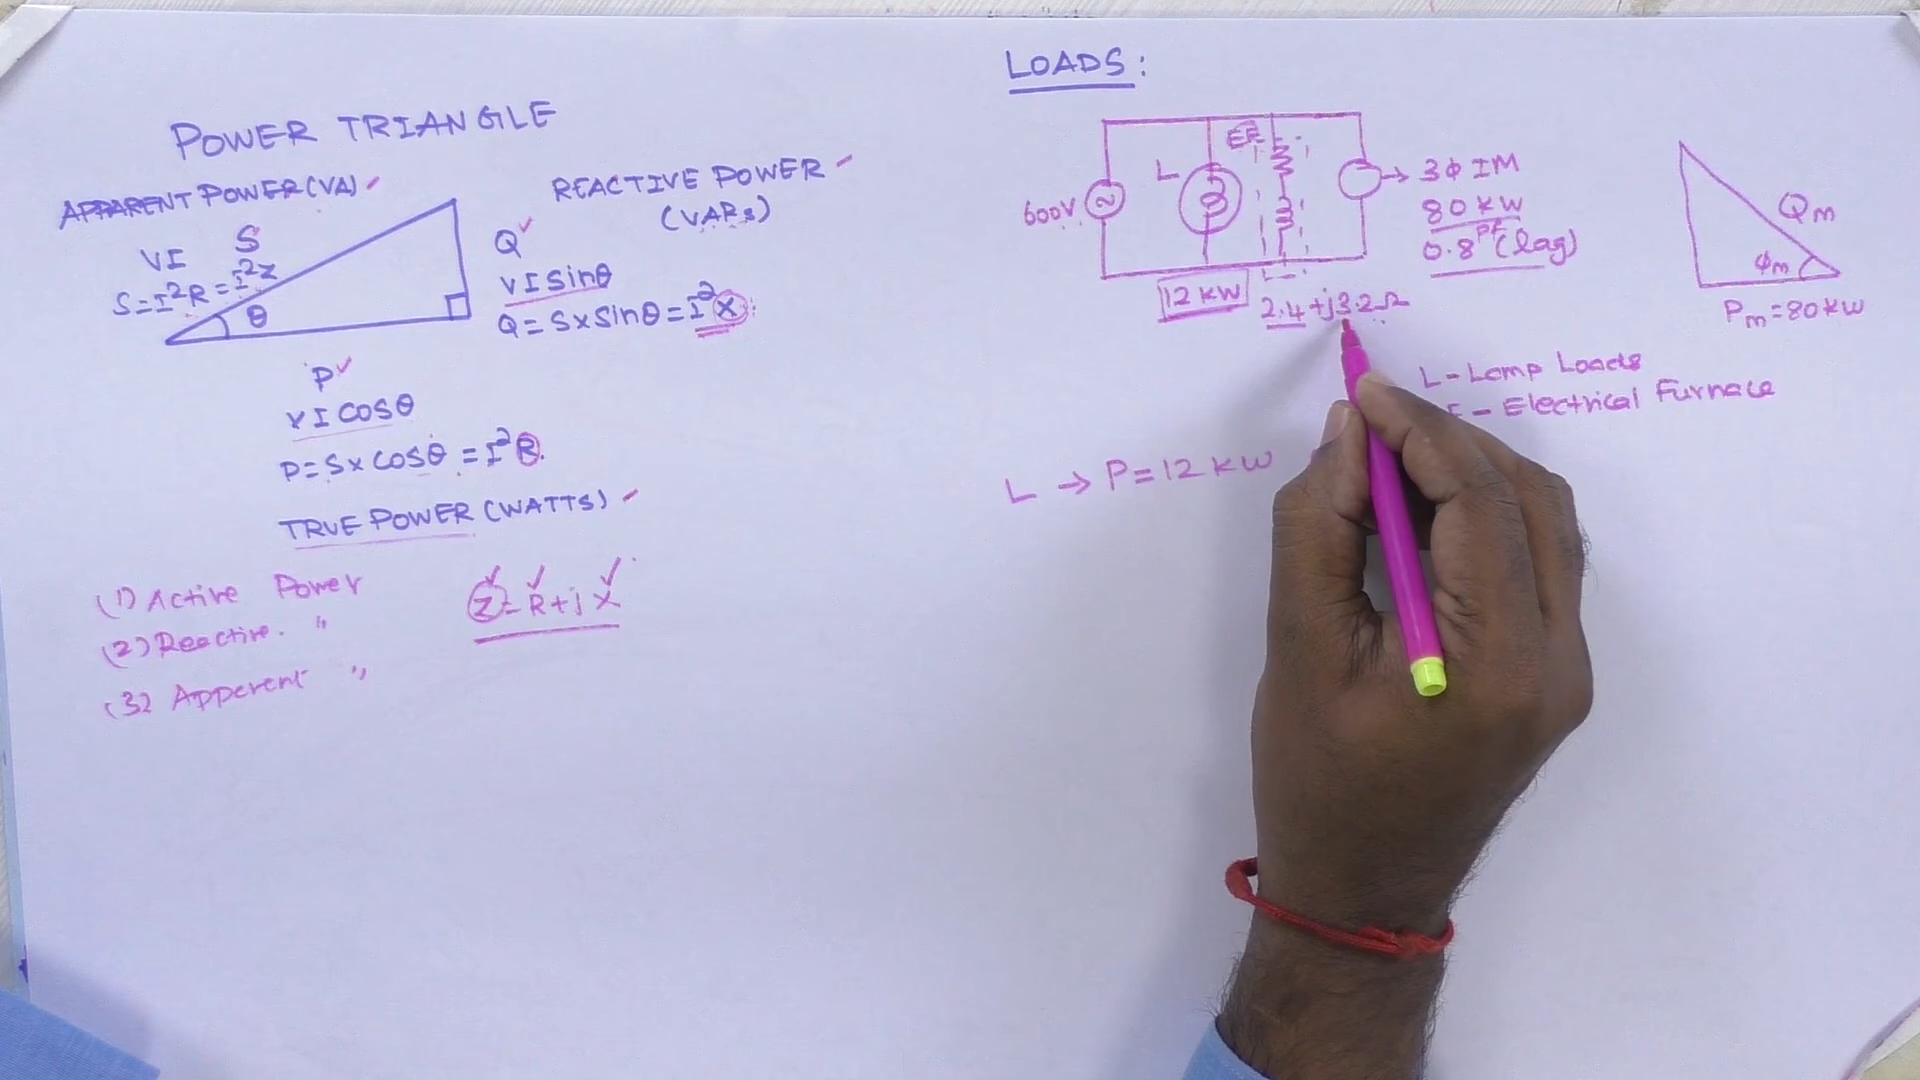 POWER TRIANGLE
APPARENT POWER (VA)
VI S
S=I²R = I²Z
θ
REACTIVE POWER
(VARs)
Q
VI sinθ
Q= S×sinθ = I²X
P
VI cosθ
P= S×cosθ = I²R
TRUE POWER (WATTS)
(1) Active Power
(2) Reactive "
(3) Apparent "
Z = R+jX
LOADS:
600V
L
EF
3ϕ IM
80 KW
0.8 PF (lag)
12 KW
2.4+j3.2Ω
Qm
ϕm
Pm=80KW
L - Lamp Loads
F - Electrical Furnace
L → P=12 KW